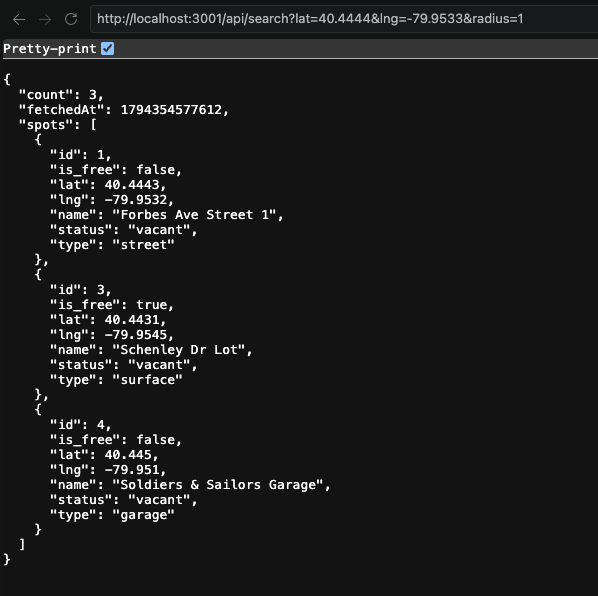 http://localhost:3001/api/search?lat=40.4444&lng=-79.9533&radius=1
Pretty-print
{
  "count": 3,
  "fetchedAt": 1794354577612,
  "spots": [
    {
      "id": 1,
      "is_free": false,
      "lat": 40.4443,
      "lng": -79.9532,
      "name": "Forbes Ave Street 1",
      "status": "vacant",
      "type": "street"
    },
    {
      "id": 3,
      "is_free": true,
      "lat": 40.4431,
      "lng": -79.9545,
      "name": "Schenley Dr Lot",
      "status": "vacant",
      "type": "surface"
    },
    {
      "id": 4,
      "is_free": false,
      "lat": 40.445,
      "lng": -79.951,
      "name": "Soldiers & Sailors Garage",
      "status": "vacant",
      "type": "garage"
    }
  ]
}